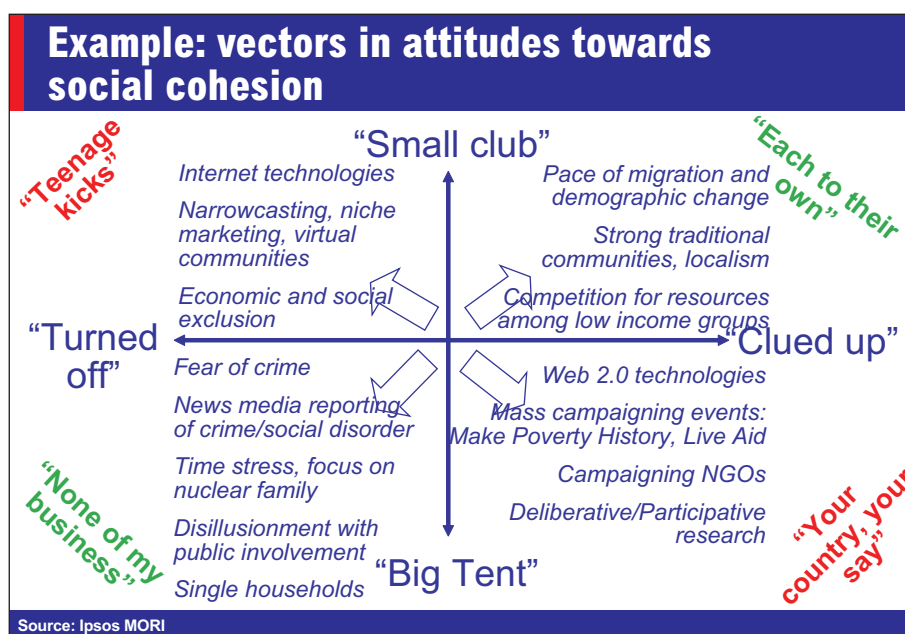 Example: vectors in attitudes towards
social cohesion
“Teenage
kicks”
“Small club”
“Each to their
own”
Internet technologies
Narrowcasting, niche
marketing, virtual
communities
Economic and social
exclusion
Pace of migration and
demographic change
Strong traditional
communities, localism
Competition for resources
among low income groups
“Turned
off”
“Clued up”
Fear of crime
News media reporting
of crime/social disorder
Time stress, focus on
nuclear family
Disillusionment with
public involvement
Single households
Web 2.0 technologies
Mass campaigning events:
Make Poverty History, Live Aid
Campaigning NGOs
Deliberative/Participative
research
“None of my
business”
“Big Tent”
“Your
country, your
say”
Source: Ipsos MORI